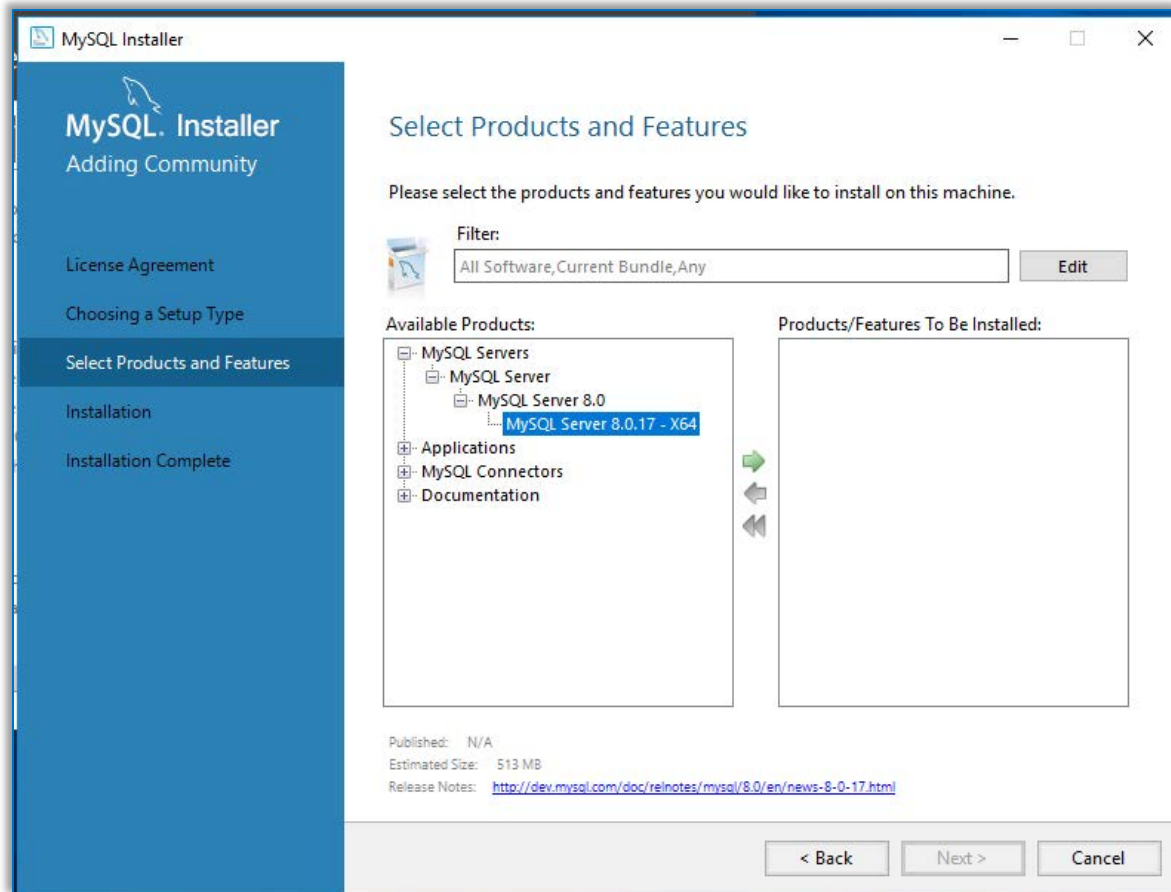 MySQL Installer
MySQL. Installer
Adding Community
License Agreement
Choosing a Setup Type
Select Products and Features
Installation
Installation Complete
Select Products and Features
Please select the products and features you would like to install on this machine.
Filter:
All Software,Current Bundle,Any
Edit
Available Products:
MySQL Servers
MySQL Server
MySQL Server 8.0
MySQL Server 8.0.17 - X64
Applications
MySQL Connectors
Documentation
Products/Features To Be Installed:
Published: N/A
Estimated Size: 513 MB
Release Notes: http://dev.mysql.com/doc/relnotes/mysql/8.0/en/news-8-0-17.html
< Back
Next >
Cancel